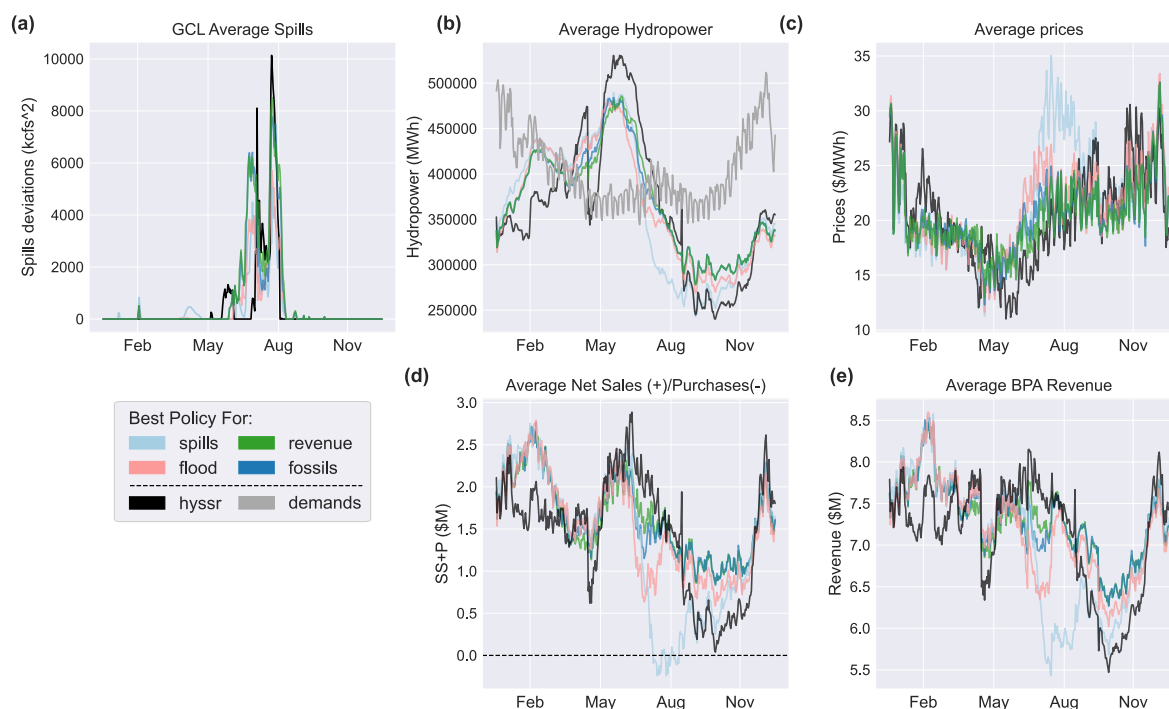 (a)
GCL Average Spills
Spills deviations (kcfs^2)
10000
8000
6000
4000
2000
0
Feb
May
Aug
Nov
(b)
Average Hydropower
Hydropower (MWh)
500000
450000
400000
350000
300000
250000
Feb
May
Aug
Nov
(c)
Average prices
Prices ($/MWh)
35
30
25
20
15
10
Feb
May
Aug
Nov
Best Policy For:
spills
revenue
flood
fossils
hyssr
demands
(d)
Average Net Sales (+)/Purchases(-)
SS+P ($M)
3.0
2.5
2.0
1.5
1.0
0.5
0.0
Feb
May
Aug
Nov
(e)
Average BPA Revenue
Revenue ($M)
8.5
8.0
7.5
7.0
6.5
6.0
5.5
Feb
May
Aug
Nov